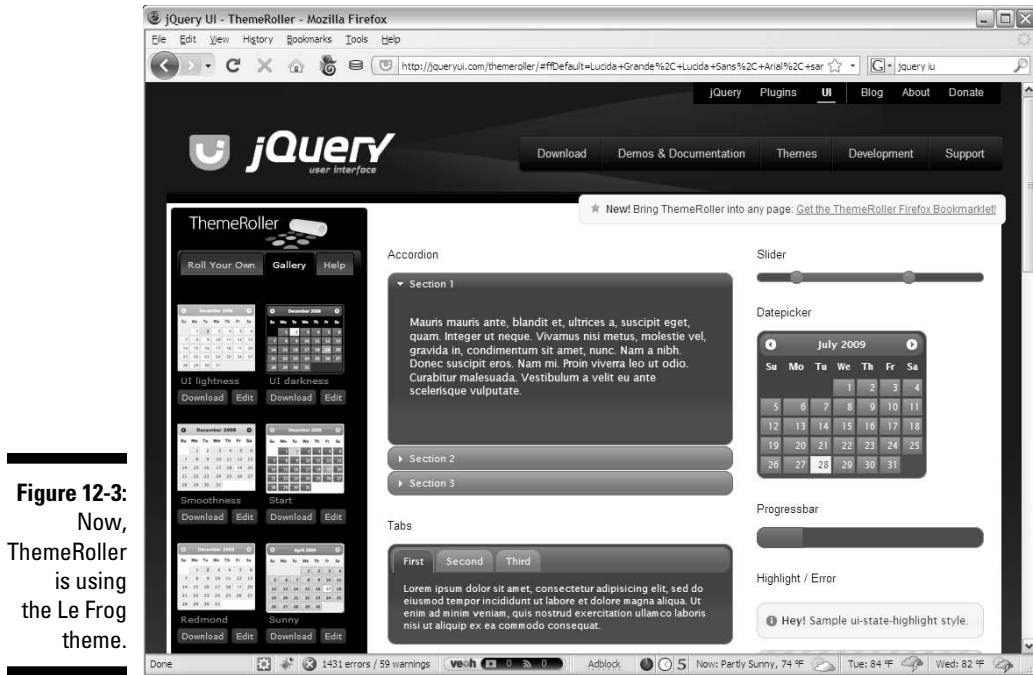 jQuery UI - ThemeRoller - Mozilla Firefox
File Edit View History Bookmarks Tools Help
http://jqueryui.com/themeroller/#ffDefault=Lucida+Grande%2C+Lucida+Sans%2C+Arial%2C+sar
G jquery iu
jQuery Plugins UI Blog About Donate
jQuery
user interface
Download Demos & Documentation Themes Development Support
New! Bring ThemeRoller into any page: Get the ThemeRoller Firefox Bookmarklet!
ThemeRoller
Roll Your Own Gallery Help
UI lightness UI darkness
Download Edit Download Edit
Smoothness Start
Download Edit Download Edit
Redmond Sunny
Download Edit Download Edit
Accordion
Section 1
Mauris mauris ante, blandit et, ultrices a, suscipit eget,
quam. Integer ut neque. Vivamus nisi metus, molestie vel,
gravida in, condimentum sit amet, nunc. Nam a nibh.
Donec suscipit eros. Nam mi. Proin viverra leo ut odio.
Curabitur malesuada. Vestibulum a velit eu ante
scelerisque vulputate.
Section 2
Section 3
Tabs
First Second Third
Lorem ipsum dolor sit amet, consectetur adipisicing elit, sed do
eiusmod tempor incididunt ut labore et dolore magna aliqua. Ut
enim ad minim veniam, quis nostrud exercitation ullamco laboris
nisi ut aliquip ex ea commodo consequat.
Slider
Datepicker
July 2009
Su Mo Tu We Th Fr Sa
1 2 3 4
5 6 7 8 9 10 11
12 13 14 15 16 17 18
19 20 21 22 23 24 25
26 27 28 29 30 31
Progressbar
Highlight / Error
Hey! Sample ui-state-highlight style.
Done 1431 errors / 59 warnings veoh 0 0 Adblock 5 Now: Partly Sunny, 74 °F Tue: 84 °F Wed: 82 °F
Figure 12-3:
Now,
ThemeRoller
is using
the Le Frog
theme.